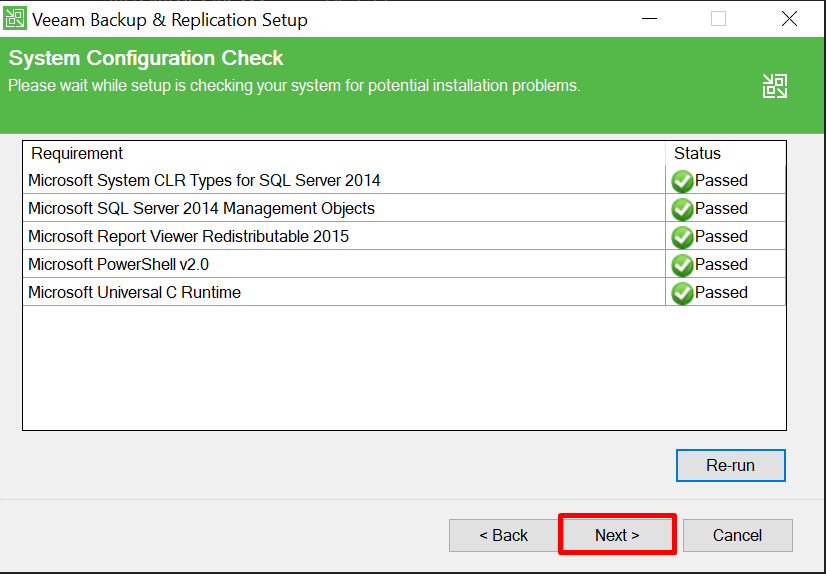 Veeam Backup & Replication Setup
System Configuration Check
Please wait while setup is checking your system for potential installation problems.
Requirement Status
Microsoft System CLR Types for SQL Server 2014 Passed
Microsoft SQL Server 2014 Management Objects Passed
Microsoft Report Viewer Redistributable 2015 Passed
Microsoft PowerShell v2.0 Passed
Microsoft Universal C Runtime Passed
Re-run
< Back Next > Cancel